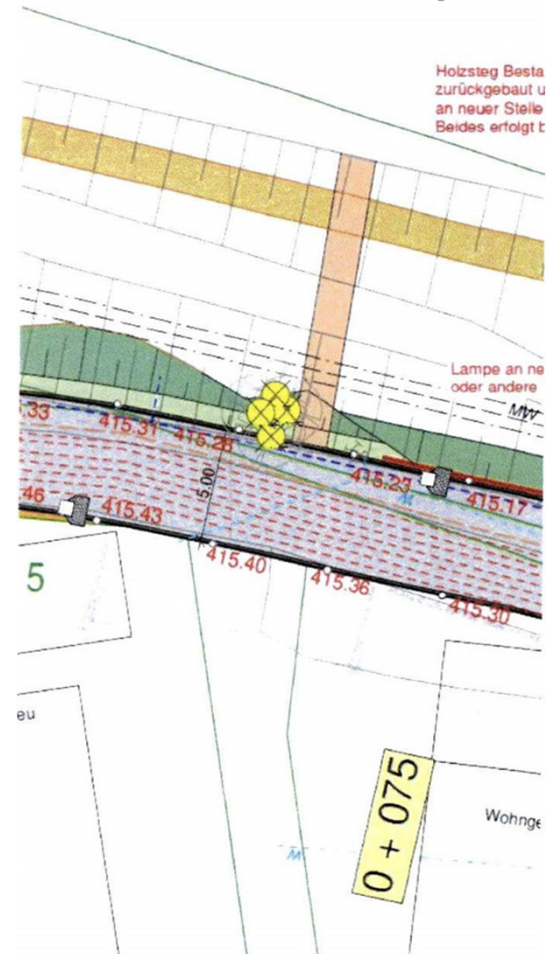 Holzsteg Besta
zurückgebaut u
an neuer Stelle
Beides erfolgt b
Lampe an ne
oder andere
MW
.33
415.31
415.28
415.23
415.17
5.00
46
415.43
415.40
415.36
415.30
5
eu
0 + 075
Wohnge
M
M